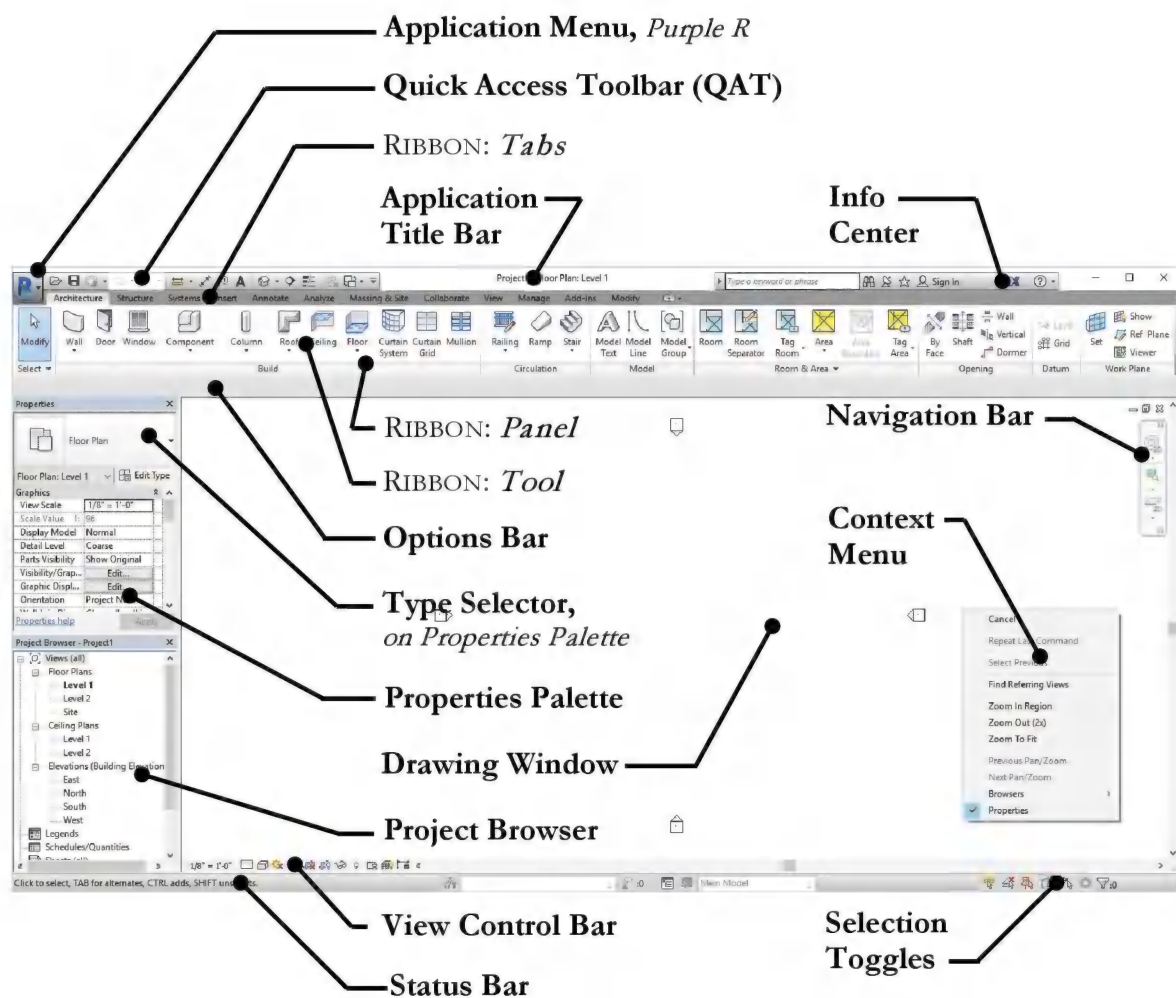 Application Menu, Purple R
Quick Access Toolbar (QAT)
RIBBON: Tabs
Application
Title Bar
Info
Center
Floor Plan: Level 1
Type a keyword or phrase
Sign In
Architecture Structure Systems Insert Annotate Analyze Massing & Site Collaborate View Manage Add-Ins Modify
Modify Wall Door Window Component Column Roof Ceiling Floor Curtain System Curtain Grid Mullion Railing Ramp Stair Model Text Model Line Model Group Room Room Separator Tag Room Area Tag Area By Face Shaft Wall Vertical Dormer Grid Set Show Ref Plane Viewer
Select Build Circulation Model Room & Area Opening Datum Work Plane
Properties
Floor Plan
Floor Plan: Level 1 Edit Type
Graphics
View Scale 1/8" = 1'-0"
Scale Value 1: 96
Display Model Normal
Detail Level Coarse
Parts Visibility Show Original
Visibility/Grap... Edit...
Graphic Displ... Edit...
Orientation Project
Properties help Apply
Project Browser - Project1
Views (all)
Floor Plans
Level 1
Level 2
Site
Ceiling Plans
Level 1
Level 2
Elevations (Building Elevation
East
North
South
West
Legends
Schedules/Quantities
RIBBON: Panel
RIBBON: Tool
Options Bar
Type Selector,
on Properties Palette
Properties Palette
Drawing Window
Project Browser
Navigation Bar
Context
Menu
Cancel
Repeat Last Command
Select Previous
Find Referring Views
Zoom In Region
Zoom Out (2x)
Zoom To Fit
Previous Pan/Zoom
Next Pan/Zoom
Browsers
Properties
1/8" = 1'-0"
Click to select, TAB for alternates, CTRL adds, SHIFT unselects.
:0
Main Model
:0
View Control Bar
Status Bar
Selection
Toggles